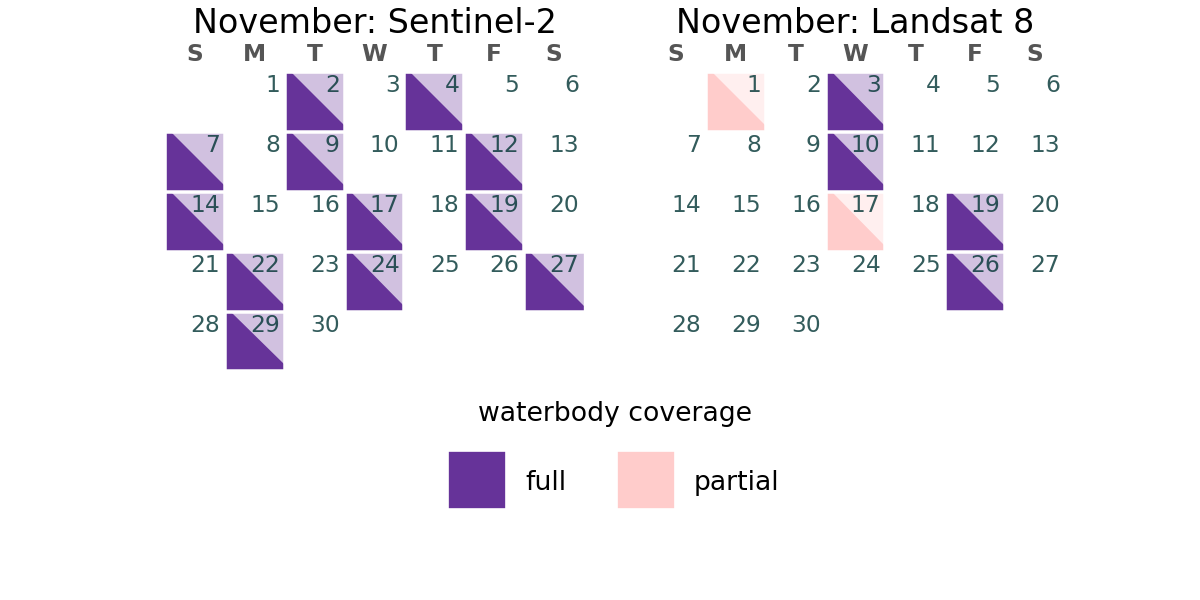 November: Sentinel-2
S M T W T F S
1 2 3 4 5 6
7 8 9 10 11 12 13
14 15 16 17 18 19 20
21 22 23 24 25 26 27
28 29 30
November: Landsat 8
S M T W T F S
1 2 3 4 5 6
7 8 9 10 11 12 13
14 15 16 17 18 19 20
21 22 23 24 25 26 27
28 29 30
waterbody coverage
full partial